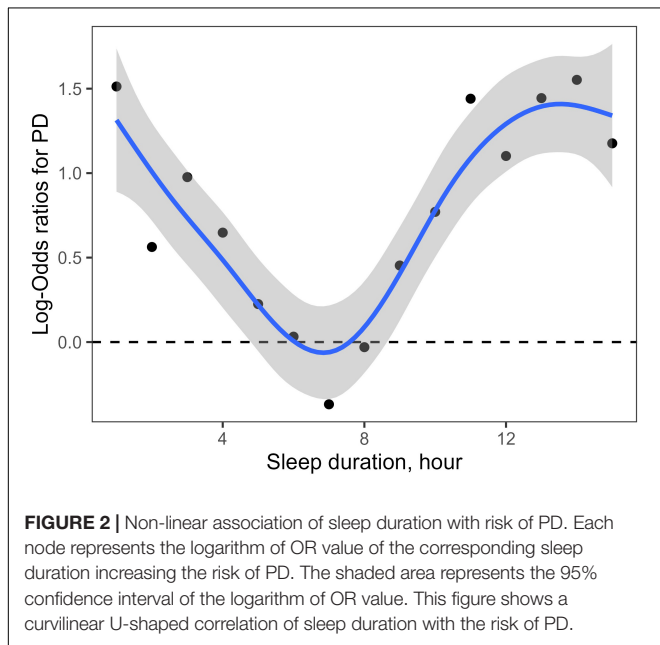 1.5
1.0
0.5
0.0
Log-Odds ratios for PD
4 8 12
Sleep duration, hour
FIGURE 2 | Non-linear association of sleep duration with risk of PD. Each
node represents the logarithm of OR value of the corresponding sleep
duration increasing the risk of PD. The shaded area represents the 95%
confidence interval of the logarithm of OR value. This figure shows a
curvilinear U-shaped correlation of sleep duration with the risk of PD.